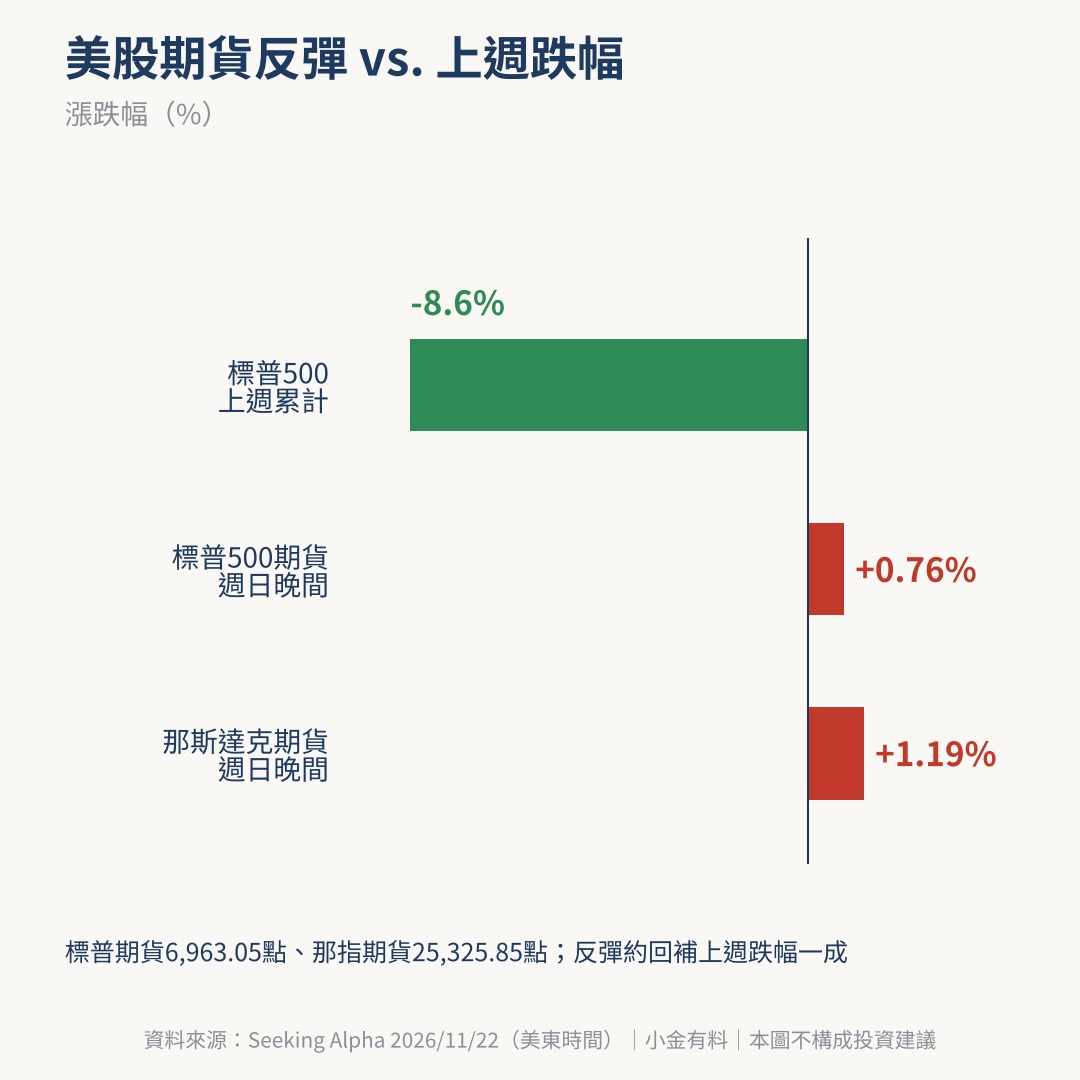 美股期貨反彈 vs. 上週跌幅
漲跌幅（%）
-8.6%
標普500
上週累計
標普500期貨
週日晚間
+0.76%
那斯達克期貨
週日晚間
+1.19%
標普期貨6,963.05點、那指期貨25,325.85點；反彈約回補上週跌幅一成
資料來源：Seeking Alpha 2026/11/22（美東時間）｜小金有料｜本圖不構成投資建議